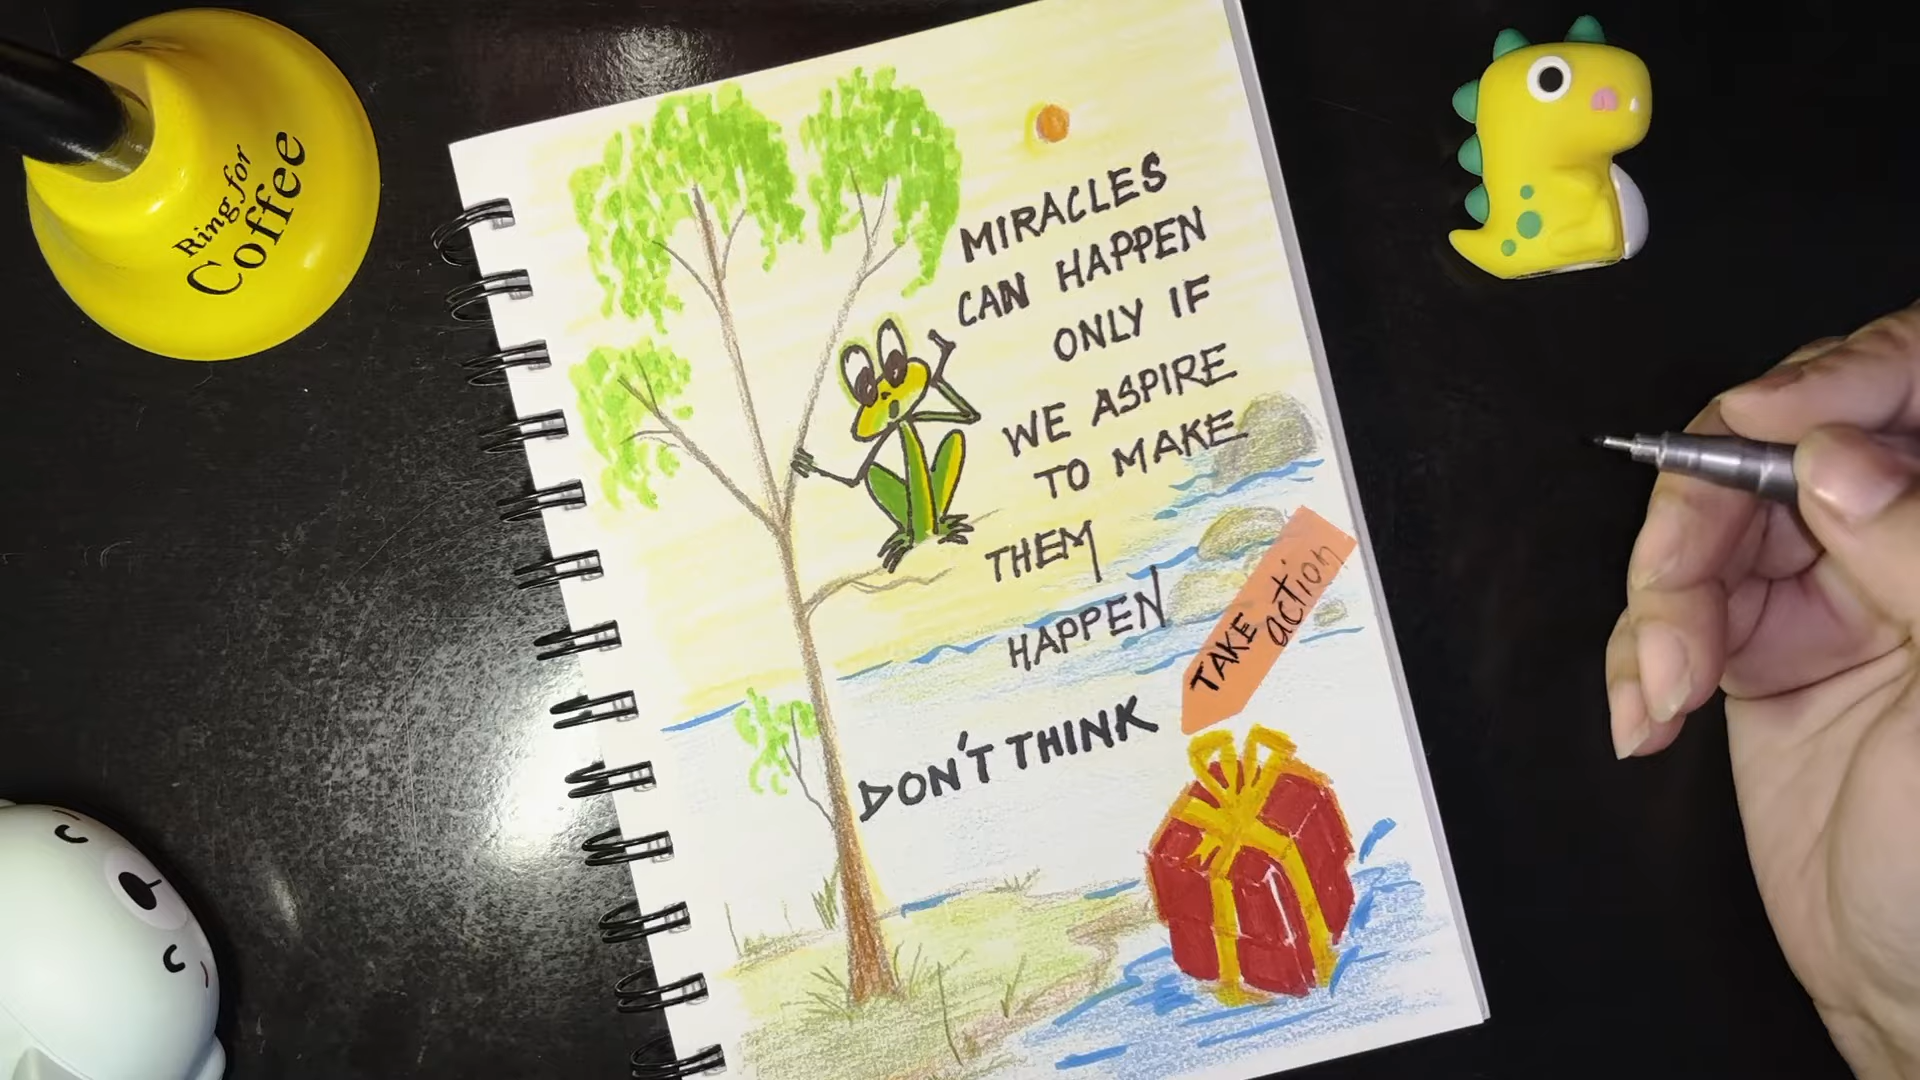 Ring for
Coffee
MIRACLES
CAN HAPPEN
ONLY IF
WE ASPIRE
TO MAKE
THEM
HAPPEN
TAKE
action
DON'T THINK